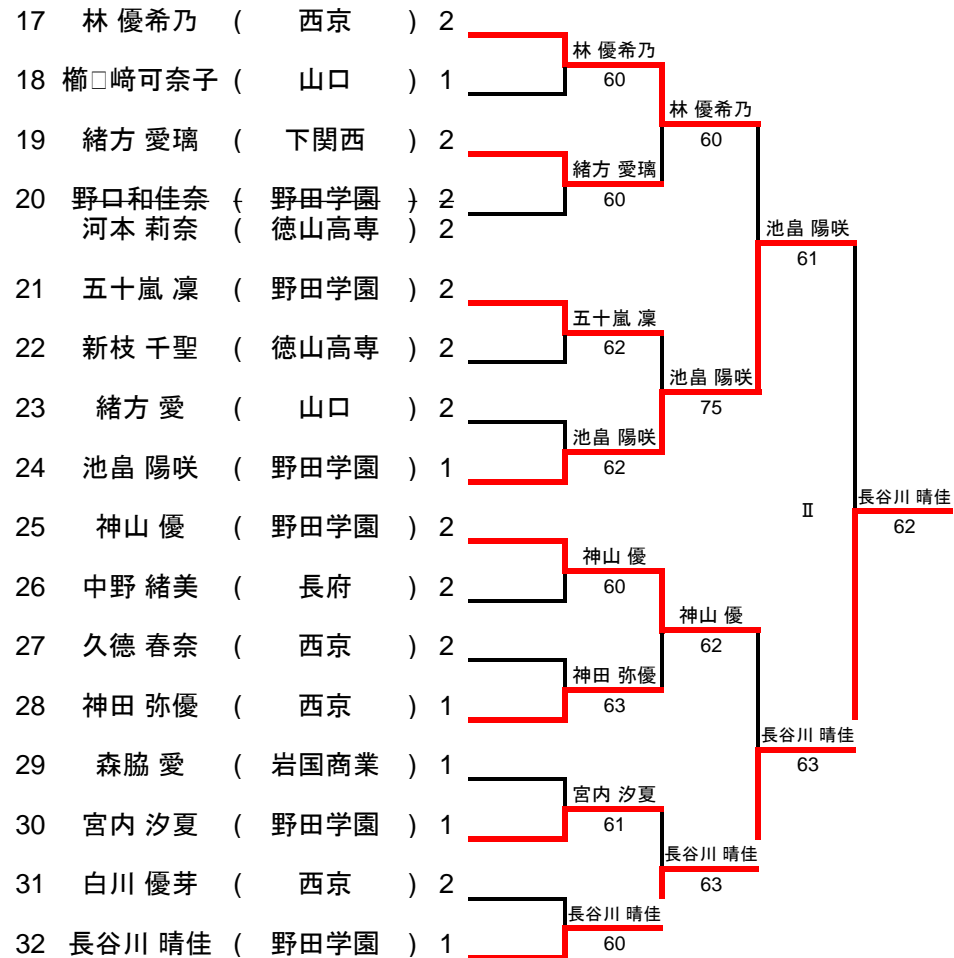 17 林 優希乃 ( 西京 ) 2
林 優希乃
60
18 櫛□﨑可奈子 ( 山口 ) 1
林 優希乃
60
19 緒方 愛璃 ( 下関西 ) 2
緒方 愛璃
60
20 野口和佳奈 ( 野田学園 ) 2
河本 莉奈 ( 徳山高専 ) 2
池畠 陽咲
61
21 五十嵐 凜 ( 野田学園 ) 2
五十嵐 凜
62
22 新枝 千聖 ( 徳山高専 ) 2
池畠 陽咲
75
23 緒方 愛 ( 山口 ) 2
池畠 陽咲
62
24 池畠 陽咲 ( 野田学園 ) 1
Ⅱ
長谷川 晴佳
62
25 神山 優 ( 野田学園 ) 2
神山 優
60
26 中野 緒美 ( 長府 ) 2
神山 優
62
27 久德 春奈 ( 西京 ) 2
神田 弥優
63
28 神田 弥優 ( 西京 ) 1
長谷川 晴佳
63
29 森脇 愛 ( 岩国商業 ) 1
宮内 汐夏
61
30 宮内 汐夏 ( 野田学園 ) 1
長谷川 晴佳
63
31 白川 優芽 ( 西京 ) 2
長谷川 晴佳
60
32 長谷川 晴佳 ( 野田学園 ) 1